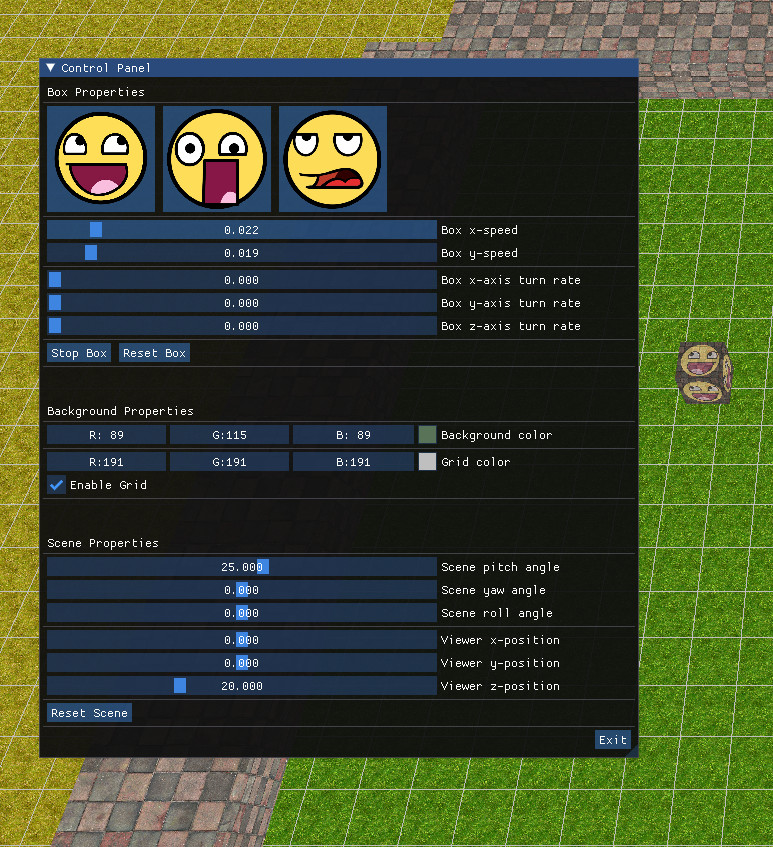 Control Panel
Box Properties
0.022 Box x-speed
0.019 Box y-speed
0.000 Box x-axis turn rate
0.000 Box y-axis turn rate
0.000 Box z-axis turn rate
Stop Box Reset Box
Background Properties
R: 89 G:115 B: 89 Background color
R:191 G:191 B:191 Grid color
Enable Grid
Scene Properties
25.000 Scene pitch angle
0.000 Scene yaw angle
0.000 Scene roll angle
0.000 Viewer x-position
0.000 Viewer y-position
20.000 Viewer z-position
Reset Scene
Exit